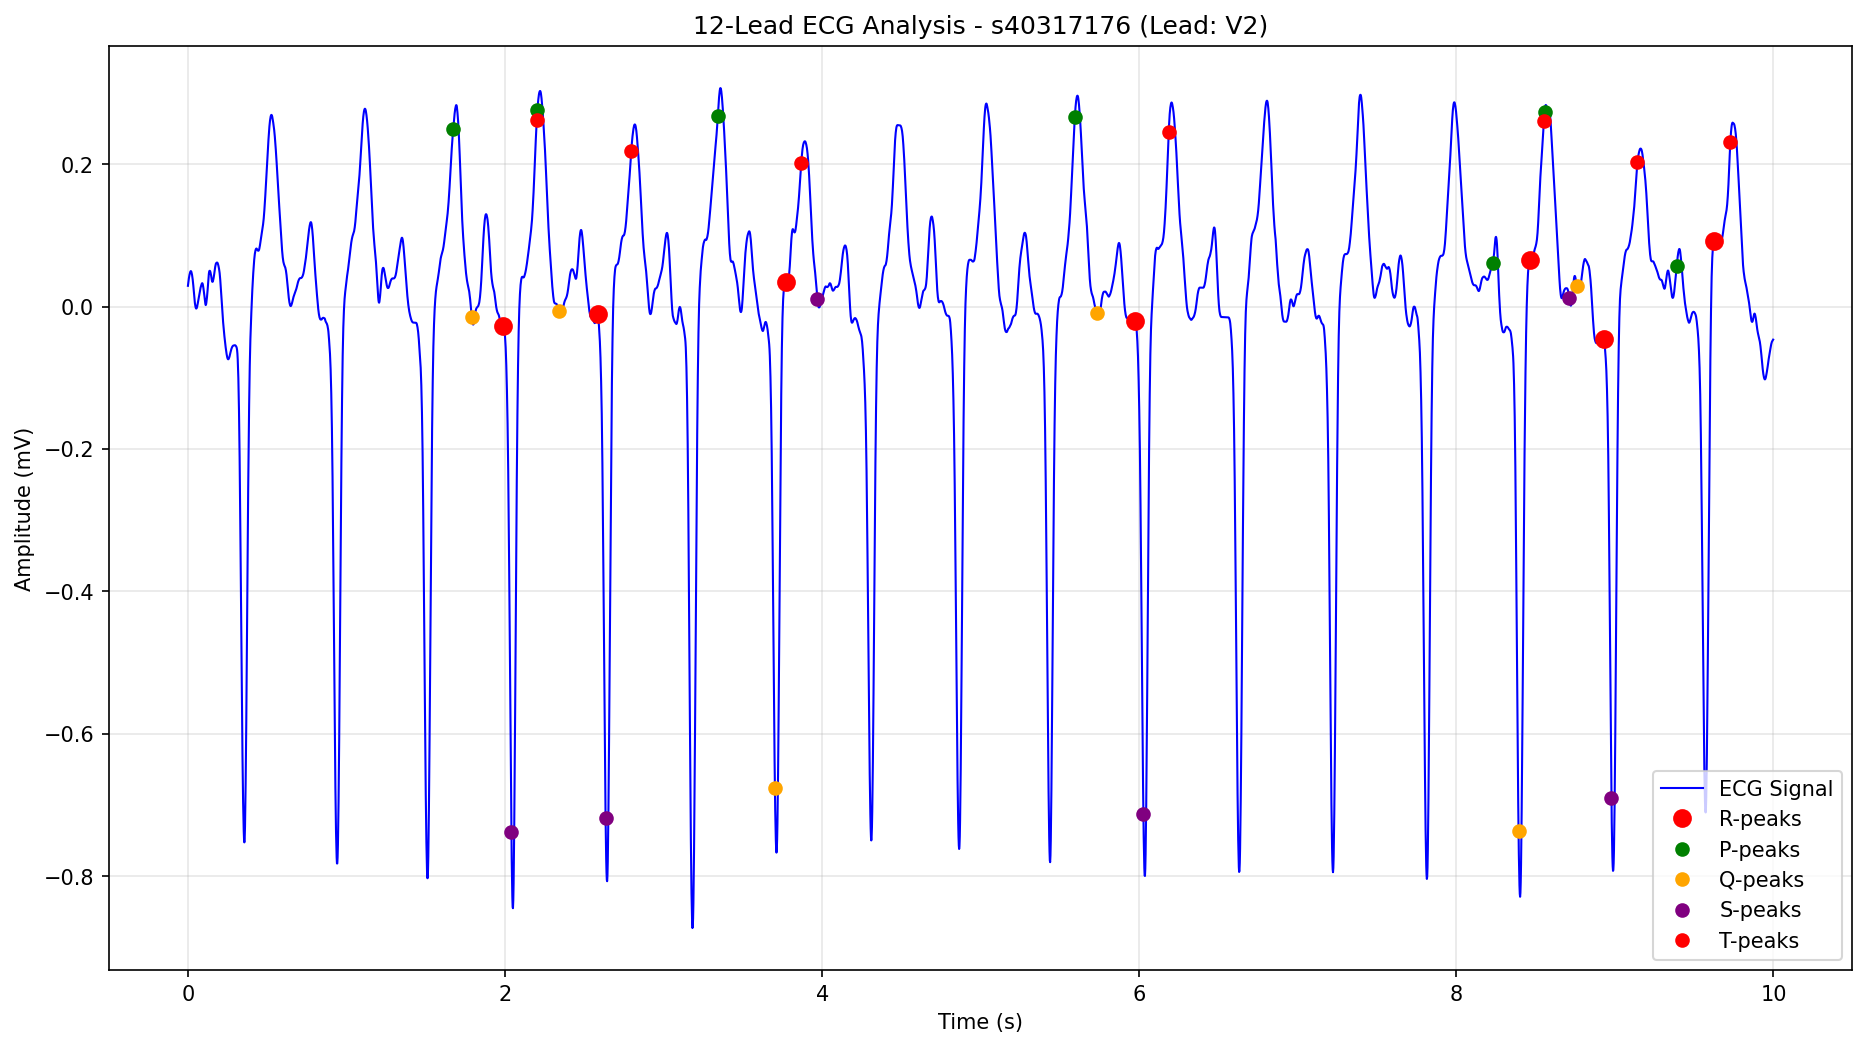 12-Lead ECG Analysis - s40317176 (Lead: V2)
Amplitude (mV)
0.2
0.0
−0.2
−0.4
−0.6
−0.8
0 2 4 6 8 10
Time (s)
ECG Signal
R-peaks
P-peaks
Q-peaks
S-peaks
T-peaks